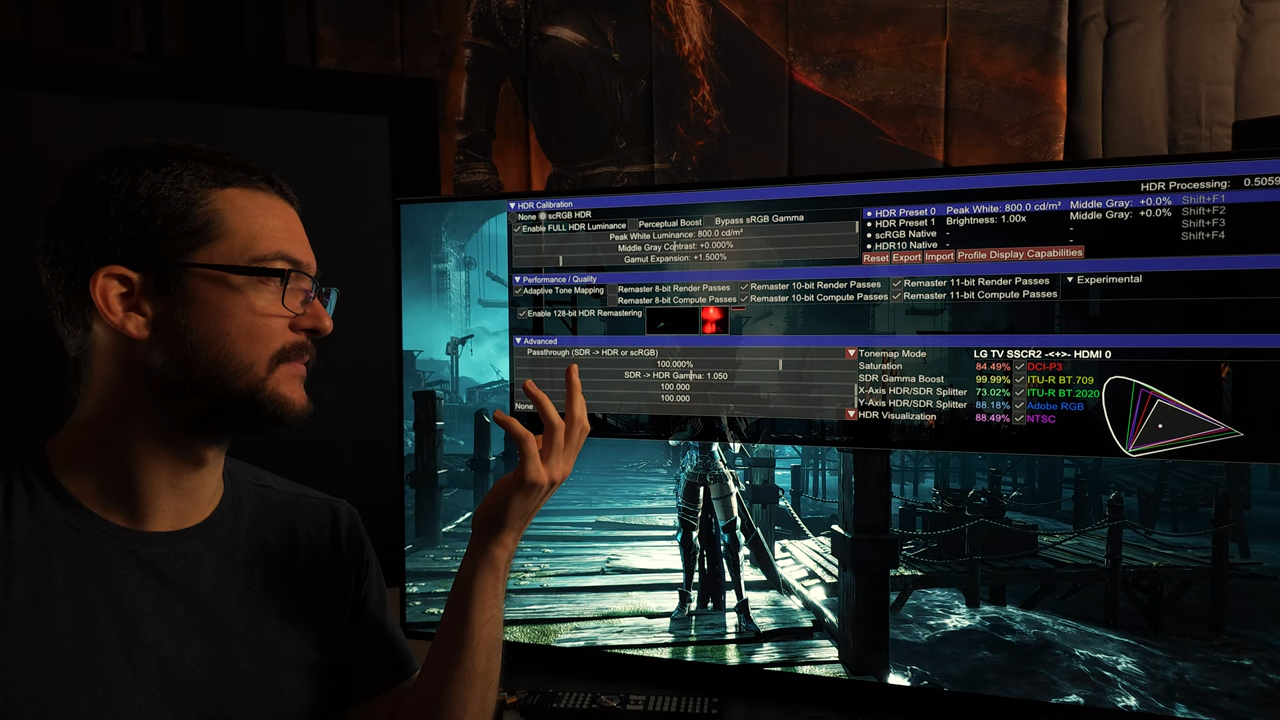 HDR Calibration
HDR Processing: 0.5059
None scRGB HDR
Enable FULL HDR Luminance Perceptual Boost Bypass sRGB Gamma
Peak White Luminance: 800.0 cd/m²
Middle Gray Contrast: +0.000%
Gamut Expansion: +1.500%
HDR Preset 0 Peak White: 800.0 cd/m² Middle Gray: +0.0% Shift+F1
HDR Preset 1 Brightness: 1.00x Middle Gray: +0.0% Shift+F2
scRGB Native - - Shift+F3
HDR10 Native - - Shift+F4
Reset Export Import Profile Display Capabilities
Performance / Quality
Adaptive Tone Mapping Remaster 8-bit Render Passes Remaster 10-bit Render Passes Remaster 11-bit Render Passes Experimental
Remaster 8-bit Compute Passes Remaster 10-bit Compute Passes Remaster 11-bit Compute Passes
Enable 128-bit HDR Remastering
Advanced
Passthrough (SDR -> HDR or scRGB) Tonemap Mode
100.000% Saturation
SDR -> HDR Gamma: 1.050 SDR Gamma Boost
100.000 X-Axis HDR/SDR Splitter
100.000 Y-Axis HDR/SDR Splitter
None HDR Visualization
LG TV SSCR2 -<+>- HDMI 0
84.49% DCI-P3
99.99% ITU-R BT.709
73.02% ITU-R BT.2020
88.18% Adobe RGB
88.49% NTSC